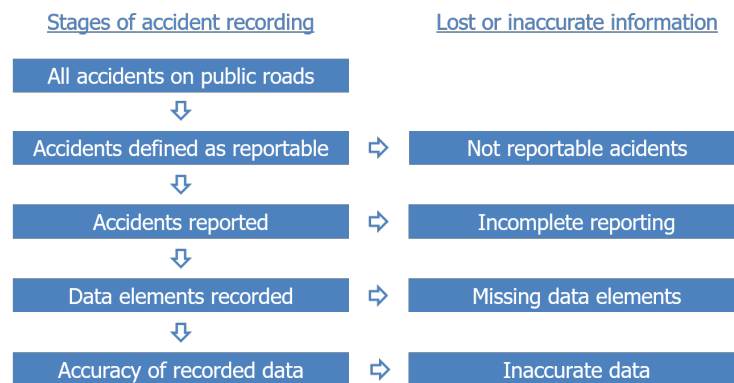 Stages of accident recording
Lost or inaccurate information
All accidents on public roads
Accidents defined as reportable
Not reportable acidents
Accidents reported
Incomplete reporting
Data elements recorded
Missing data elements
Accuracy of recorded data
Inaccurate data